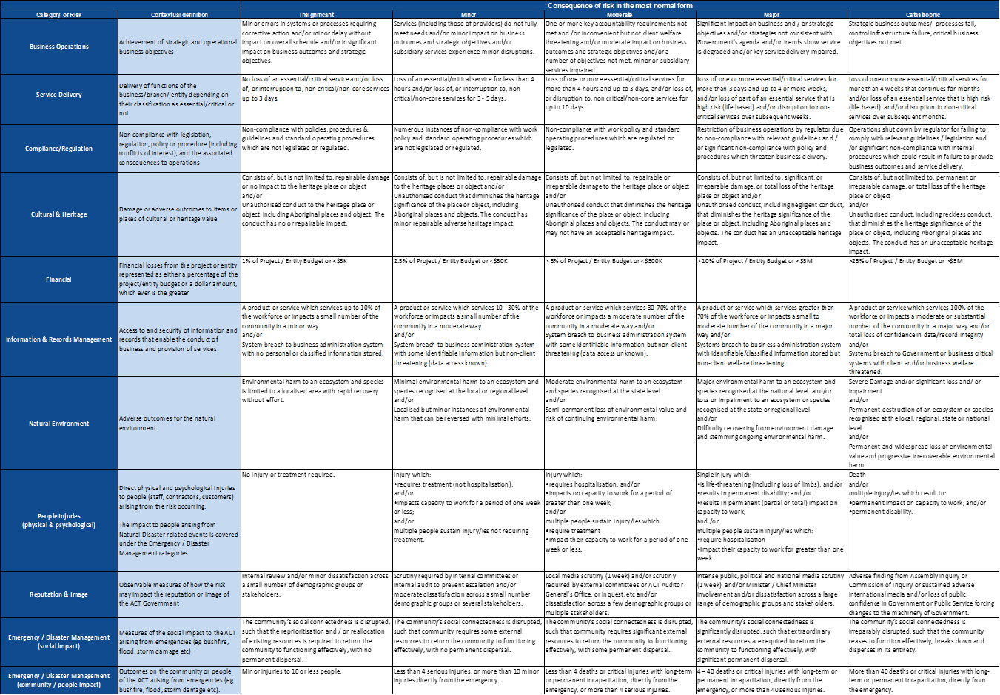 Consequence of risk in the most normal form
Category of Risk
Contextual definition
Insignificant
Minor
Moderate
Major
Catastrophic
Business Operations
Achievement of strategic and operational
business objectives
Minor errors in systems or processes requiring
corrective action and/or minor delay without
impact on overall schedule and/or insignificant
impact on business outcomes and strategic
objectives.
Services (including those of providers) do not fully
meet needs and/or minor impact on business
outcomes and strategic objectives and/or
subsidiary services experience minor disruptions.
One or more key accountability requirements not
met and /or inconvenient but not client welfare
threatening and/or moderate impact on business
outcomes and strategic objectives and/or a
number of objectives not met, minor or subsidiary
services impaired.
Significant impact on business and / or strategic
objectives and/or strategies not consistent with
Government's agenda and/or trends show service
is degraded and/or key service delivery impaired.
Strategic business outcomes/ processes fail,
control infrastructure failure, critical business
objectives not met.
Service Delivery
Delivery of functions of the
business/branch/ entity depending on
their classification as essential/critical or
not
No loss of an essential/critical service and/or loss
of, or interruption to, non critical/non-core services
up to 3 days.
Loss of an essential/critical service for less than 4
hours and/or loss of, or interruption to, non
critical/non-core services for 3 - 5 days.
Loss of one or more essential/critical services for
more than 4 hours and up to 3 days, and/or loss of,
or disruption to, non critical/non-core services for
up to 10 days.
Loss of one or more essential/critical services for
more than 3 days and up to 4 or more weeks,
and/or loss of part of an essential service that is
high risk (life based) and/or disruption to non-
critical services over subsequent weeks.
Loss of one or more essential/critical services for
more than 4 weeks that continues for months
and/or loss of an essential service that is high risk
(life based) and/or disruption to non-critical
services over subsequent months.
Compliance/Regulation
Non compliance with legislation,
regulation, policy or procedure (including
conflicts of interest), and the associated
consequences to operations
Non-compliance with policies, procedures &
guidelines and standard operating procedures
which are not legislated or regulated.
Numerous instances of non-compliance with work
policy and standard operating procedures which
are not legislated or regulated.
Non-compliance with work policy and standard
operating procedures which are regulated or
legislated.
Restriction of business operations by regulator due
to non-compliance with relevant guidelines and /
or significant non-compliance with policy and
procedures which threaten business delivery.
Operations shut down by regulator for failing to
comply with relevant guidelines / legislation and
/or significant non-compliance with internal
procedures which could result in failure to provide
business outcomes and service delivery.
Cultural & Heritage
Damage or adverse outcomes to items or
places of cultural or heritage value
Consists of, but is not limited to, repairable damage
or no impact to the heritage place or object
and/or
Unauthorised conduct to the heritage place or
object, including Aboriginal places and object. The
conduct has no or repairable impact.
Consists of, but is not limited to, repairable damage
to the heritage places or object and/or
Unauthorised conduct that diminishes the heritage
significance of the place or object, including
Aboriginal places and objects. The conduct has
minor repairable adverse heritage impact.
Consists of, but not limited to, repairable or
irreparable damage to the heritage place or object
and/or
Unauthorised conduct that diminishes the heritage
significance of the place or object, including
Aboriginal places and objects. The conduct may or
may not have an acceptable heritage impact.
Consists of, but not limited to, significant, or
irreparable damage, or total loss of the heritage
place or object and/or
Unauthorised conduct, including negligent conduct,
that diminishes the heritage significance of the
place or object, including Aboriginal places and
objects. The conduct has an unacceptable heritage
impact.
Consists of, but not limited to, permanent or
irreparable damage, or total loss of the heritage
place or object
and/or
Unauthorised conduct, including reckless conduct,
that diminishes the heritage significance of the
place or object, including Aboriginal places and
objects. The conduct has an unacceptable heritage
impact.
Financial
Financial losses from the project or entity
represented as either a percentage of the
project/entity budget or a dollar amount,
which ever is the greater
1% of Project / Entity Budget or <$5K
2.5% of Project / Entity Budget or <$50K
> 5% of Project / Entity Budget or <$500K
> 10% of Project / Entity Budget or <$5M
>25% of Project / Entity Budget or >$5M
Information & Records Management
Access to and security of information and
records that enable the conduct of
business and provision of services
A product or service which services up to 10% of
the workforce or impacts a small number of the
community in a minor way
and/or
System breach to business administration system
with no personal or classified information stored.
A product or service which services 10 - 30% of the
workforce or impacts a small number of the
community in a moderate way
and/or
System breach to business administration system
with some identifiable information but non-client
threatening (data access known).
A product or service which services 30-70% of the
workforce or impacts a moderate number of the
community in a moderate way and/or
System breach to business administration system
with some identifiable information but non-client
threatening (data access unknown).
A product or service which services greater than
70% of the workforce or impacts a small to
moderate number of the community in a major
way and/or
Systems breach to business administration system
with identifiable/classified information stored but
non-client welfare threatening.
A product or service which services 100% of the
workforce or impacts a moderate or substantial
number of the community in a major way and/or
total loss of confidence in data/record integrity
and/or
Systems breach to Government or business critical
systems with client and/or business welfare
threatened.
Natural Environment
Adverse outcomes for the natural
environment
Environmental harm to an ecosystem and species
is limited to a localised area with rapid recovery
without effort.
Minimal environmental harm to an ecosystem and
species recognised at the local or regional level
and/or
Localised but minor instances of environmental
harm that can be reversed with minimal efforts.
Moderate environmental harm to an ecosystem
and species recognised at the state level
and/or
Semi-permanent loss of environmental value and
risk of continuing environmental harm.
Major environmental harm to an ecosystem and
species recognised at the national level and/or
Loss or impairment to an ecosystem or species
recognised at the state or regional level
and/or
Difficulty recovering from environment damage
and stemming ongoing environmental harm.
Severe Damage and/or significant loss and/ or
impairment
and/or
Permanent destruction of an ecosystem or species
recognised at the local, regional, state or national
level
and/or
Permanent and widespread loss of environmental
value and progressive irrecoverable environmental
harm.
People Injuries
(physical & psychological)
Direct physical and psychological injuries
to people (staff, contractors, customers)
arising from the risk occurring.
The impact to people arising from
Natural Disaster related events is covered
under the Emergency / Disaster
Management categories
No injury or treatment required.
Injury which:
•requires treatment (not hospitalisation);
and/or
•impacts capacity to work for a period of one week
or less;
and/or
multiple people sustain injury/ies not requiring
treatment.
Injury which:
•requires hospitalisation; and/or
•impacts on capacity to work for a period of
greater than one week;
and/or
multiple people sustain injury/ies which:
•require treatment
•impact their capacity to work for a period of one
week or less.
Single injury which:
•is life-threatening (including loss of limbs); and/or
•results in permanent disability; and /or
•results in permanent (partial or total) impact on
capacity to work;
and /or
multiple people sustain injury/ies which:
•require hospitalisation
•impact their capacity to work for greater than one
week.
Death
and/or
multiple injury/ies which result in:
•permanent impact on capacity to work; and/or
•permanent disability.
Reputation & Image
Observable measures of how the risk
may impact the reputation or image of
the ACT Government
Internal review and/or minor dissatisfaction across
a small number of demographic groups or
stakeholders.
Scrutiny required by internal committees or
internal audit to prevent escalation and/or
moderate dissatisfaction across a small number
demographic groups or several stakeholders.
Local media scrutiny (1 week) and/or scrutiny
required by external committees or ACT Auditor
General's Office, or inquest, etc and/or
dissatisfaction across a few demographic groups or
multiple stakeholders.
Intense public, political and national media scrutiny
(1 week) and/or Minister / Chief Minister
involvement and/or dissatisfaction across a large
range of demographic groups and stakeholders.
Adverse finding from Assembly inquiry or
Commission of inquiry or sustained adverse
international media and/or loss of public
confidence in Government or Public Service forcing
changes to the machinery of Government.
Emergency / Disaster Management
(social impact)
Measures of the social impact to the ACT
arising from emergencies (eg bushfire,
flood, storm damage etc)
The community's social connectedness is disrupted,
such that the reprioritisation and / or reallocation
of existing resources is required to return the
community to functioning effectively, with no
permanent dispersal.
The community's social connectedness is disrupted,
such that community requires some external
resources to return the community to functioning
effectively, with no permanent dispersal.
The community's social connectedness is disrupted,
such that community requires significant external
resources to return the community to functioning
effectively, with some permanent dispersal.
The community's social connectedness is
significantly disrupted, such that extraordinary
external resources are required to return the
community to functioning effectively, with
significant permanent dispersal.
The community's social connectedness is
irreparably disrupted, such that the community
ceases to function effectively, breaks down and
disperses in its entirety.
Emergency / Disaster Management
(community / people impact)
Outcomes on the community or people
of the ACT arising from emergencies (eg
bushfire, flood, storm damage etc).
Minor injuries to 10 or less people.
Less than 4 serious injuries, or more than 10 minor
injuries directly from the emergency.
Less than 4 deaths or critical injuries with long-term
or permanent incapacitation, directly from the
emergency, or more than 4 serious injuries.
4 – 40 deaths or critical injuries with long-term or
permanent incapacitation, directly from the
emergency, or more than 40 serious injuries.
More than 40 deaths or critical injuries with long-
term or permanent incapacitation, directly from
the emergency.